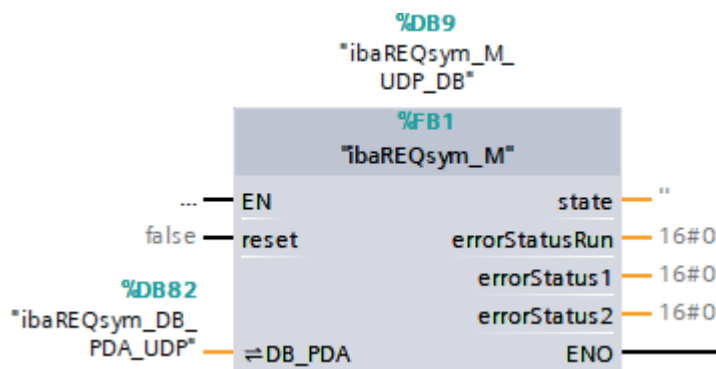 %DB9
"ibaREQsym_M_
UDP_DB"
%FB1
"ibaREQsym_M"
... EN state ''
false reset errorStatusRun 16#0
errorStatus1 16#0
%DB82
"ibaREQsym_DB_
PDA_UDP"
errorStatus2 16#0
⇌DB_PDA ENO